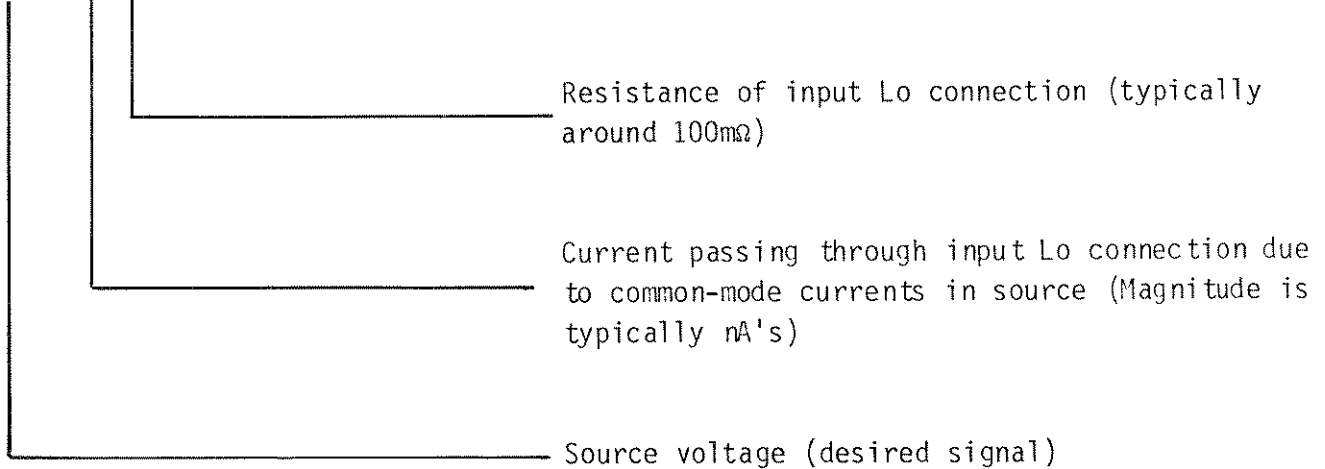 Resistance of input Lo connection (typically
around 100mΩ)
Current passing through input Lo connection due
to common-mode currents in source (Magnitude is
typically nA's)
Source voltage (desired signal)